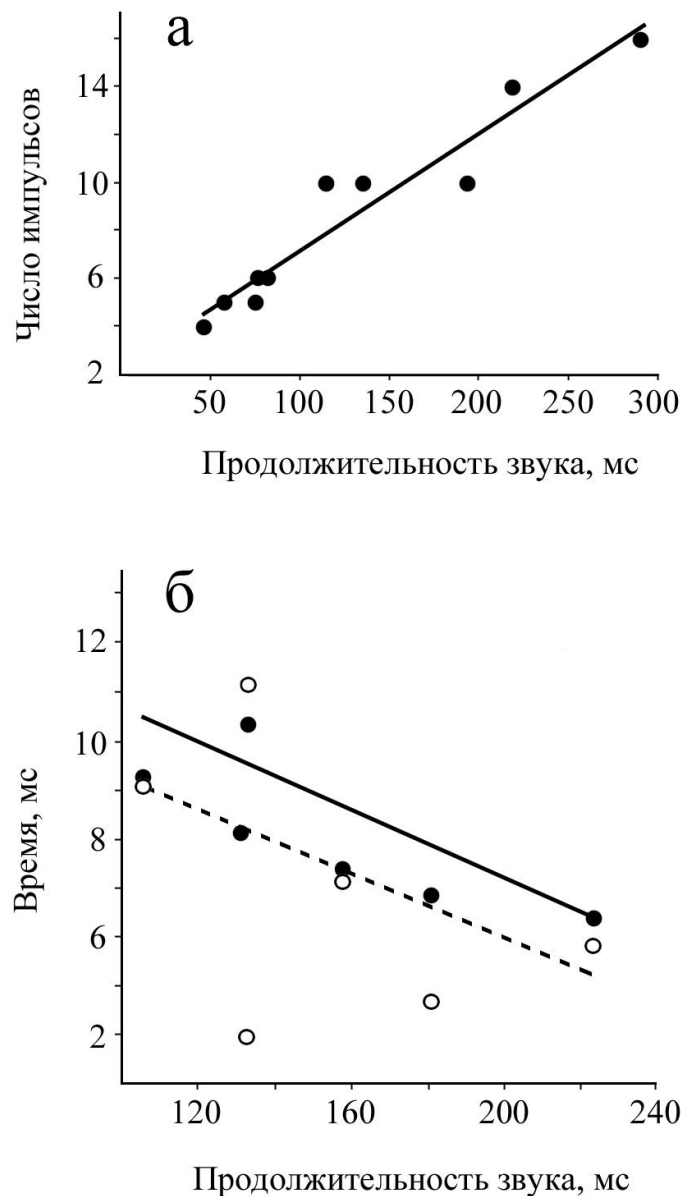 а
14
10
6
2
Число импульсов
50 100 150 200 250 300
Продолжительность звука, мс
б
12
10
8
6
2
Время, мс
120 160 200 240
Продолжительность звука, мс